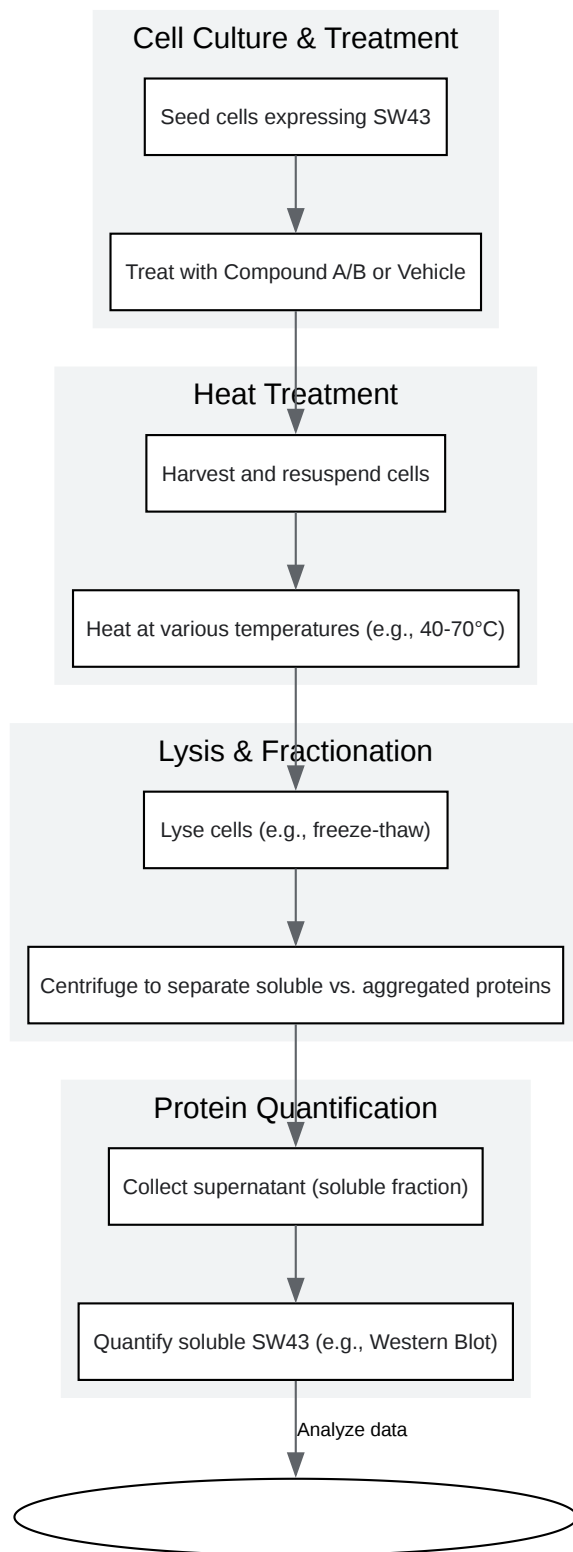 Cell Culture & Treatment
Seed cells expressing SW43
Treat with Compound A/B or Vehicle
Heat Treatment
Harvest and resuspend cells
Heat at various temperatures (e.g., 40-70°C)
Lysis & Fractionation
Lyse cells (e.g., freeze-thaw)
Centrifuge to separate soluble vs. aggregated proteins
Protein Quantification
Collect supernatant (soluble fraction)
Quantify soluble SW43 (e.g., Western Blot)
Analyze data